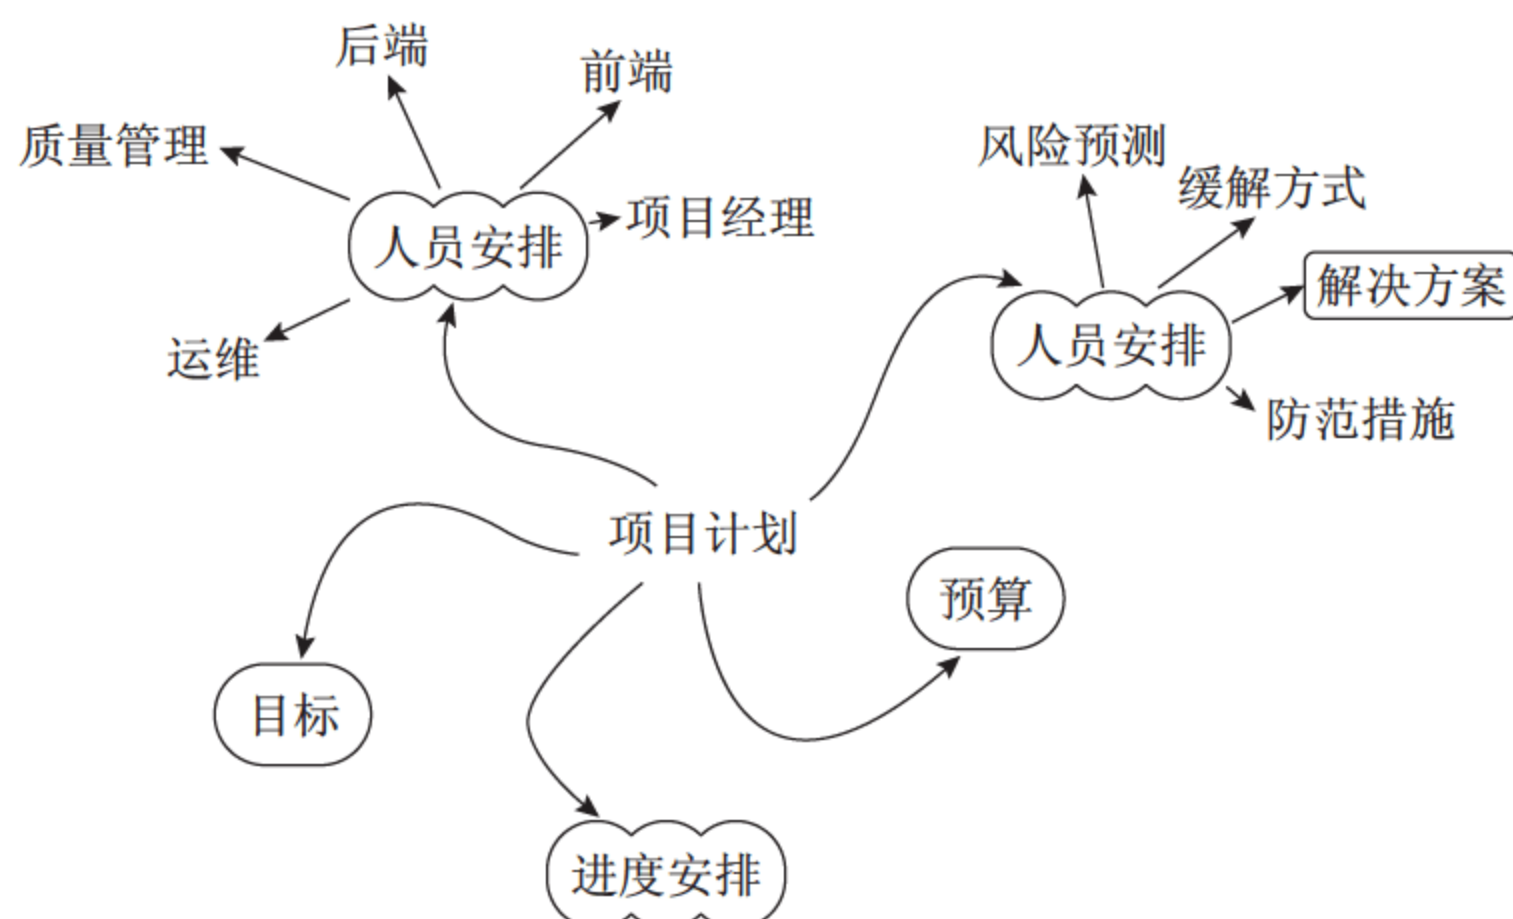 后端
前端
质量管理
项目经理
人员安排
运维
风险预测
缓解方式
解决方案
人员安排
防范措施
项目计划
预算
目标
进度安排